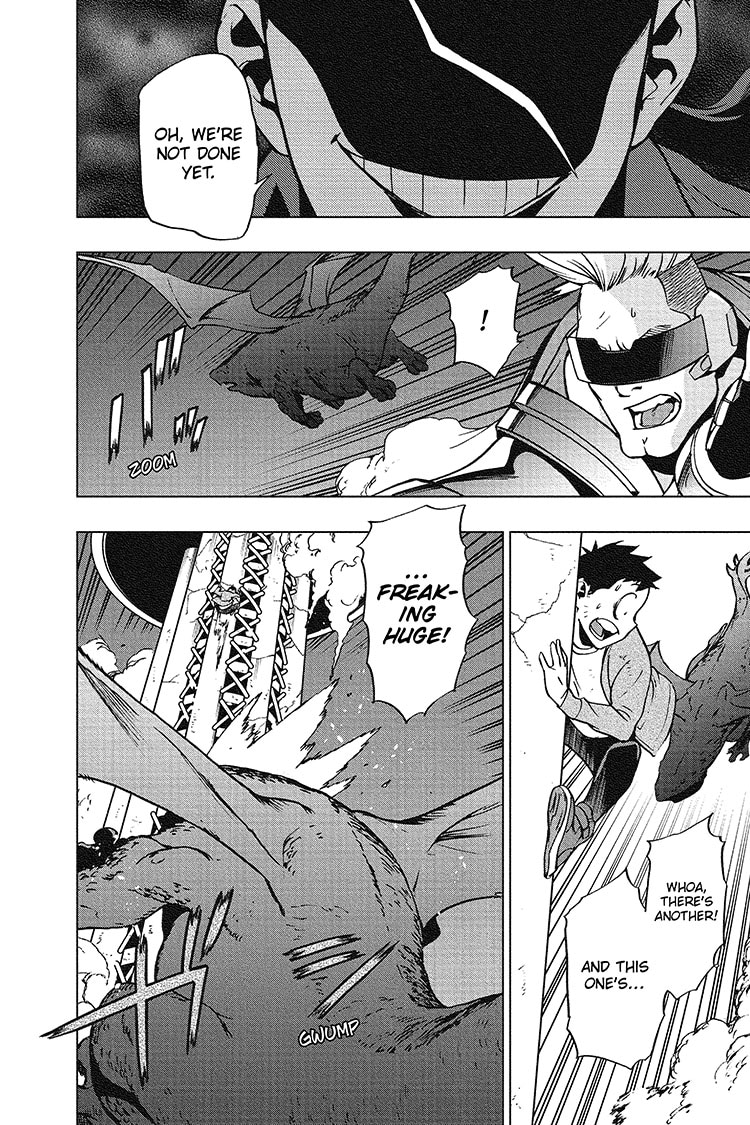 OH, WE'RE
NOT DONE
YET.
!
ZOOM
WHOA,
THERE'S
ANOTHER!
AND THIS
ONE'S...
...
FREAK-
ING
HUGE!
GWUMP